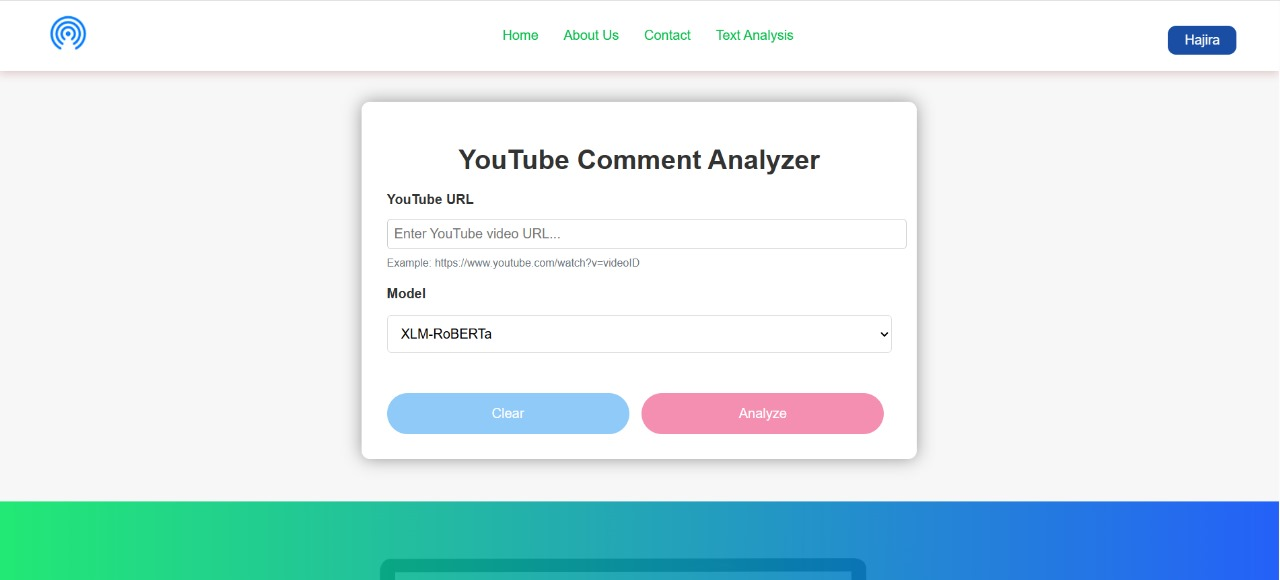 Home About Us Contact Text Analysis Hajira
YouTube Comment Analyzer
YouTube URL
Enter YouTube video URL...
Example: https://www.youtube.com/watch?v=videoID
Model
XLM-RoBERTa
Clear Analyze